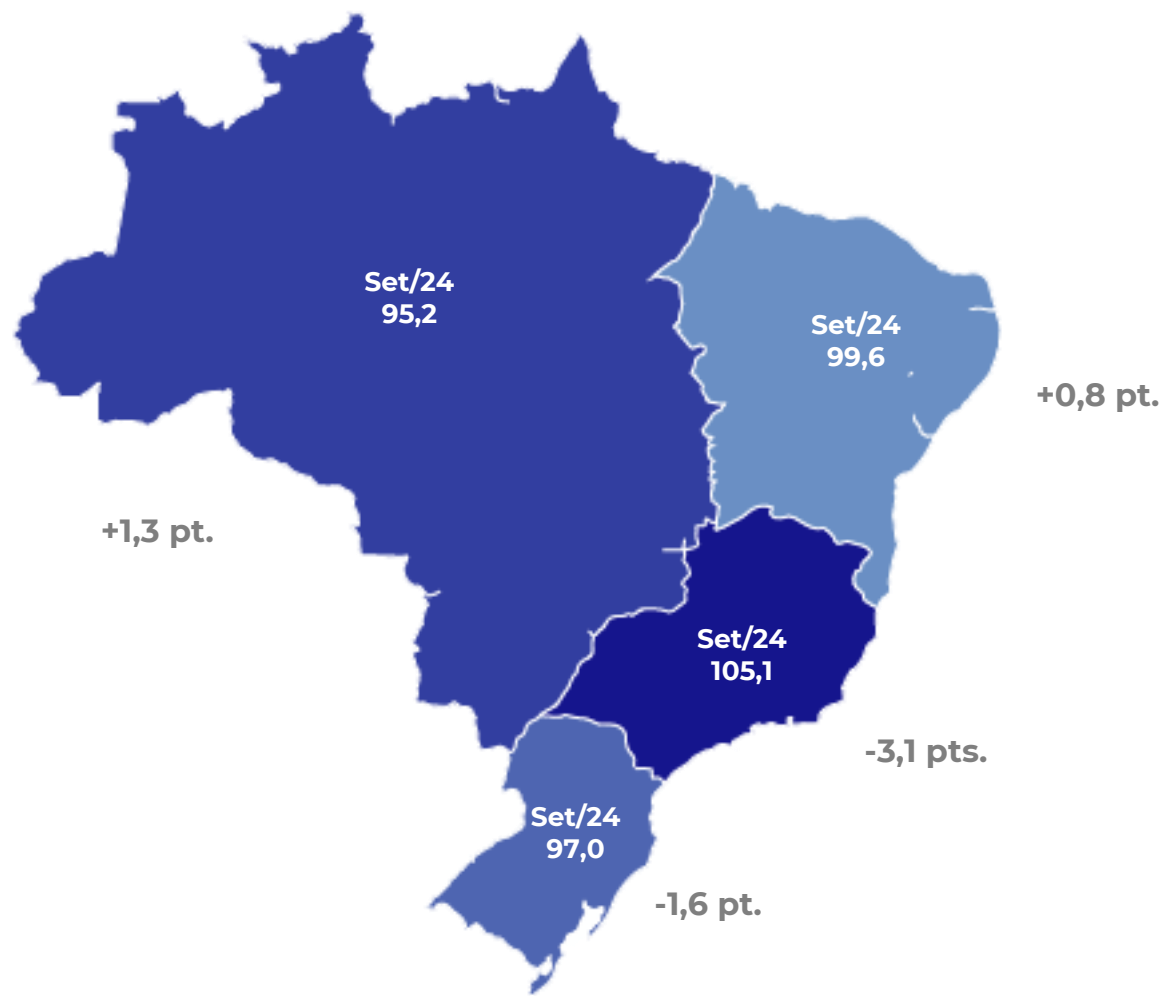 Set/24
95,2
Set/24
99,6
+0,8 pt.
+1,3 pt.
Set/24
105,1
-3,1 pts.
Set/24
97,0
-1,6 pt.